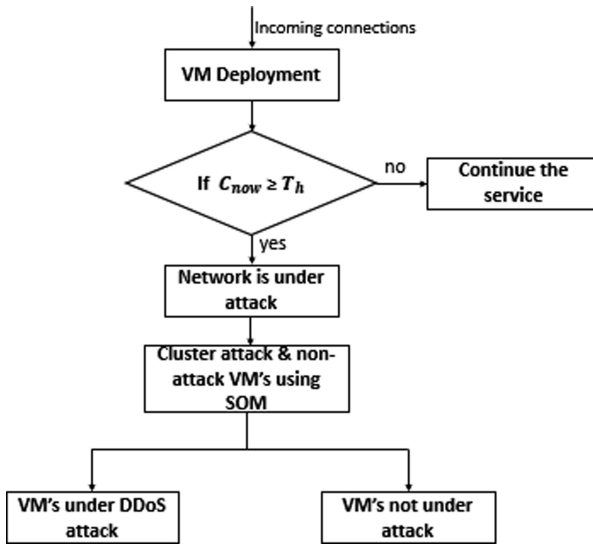 Incoming connections
VM Deployment
If C_now ≥ T_h
no
Continue the
service
yes
Network is under
attack
Cluster attack & non-
attack VM's using
SOM
VM's under DDoS
attack
VM's not under
attack